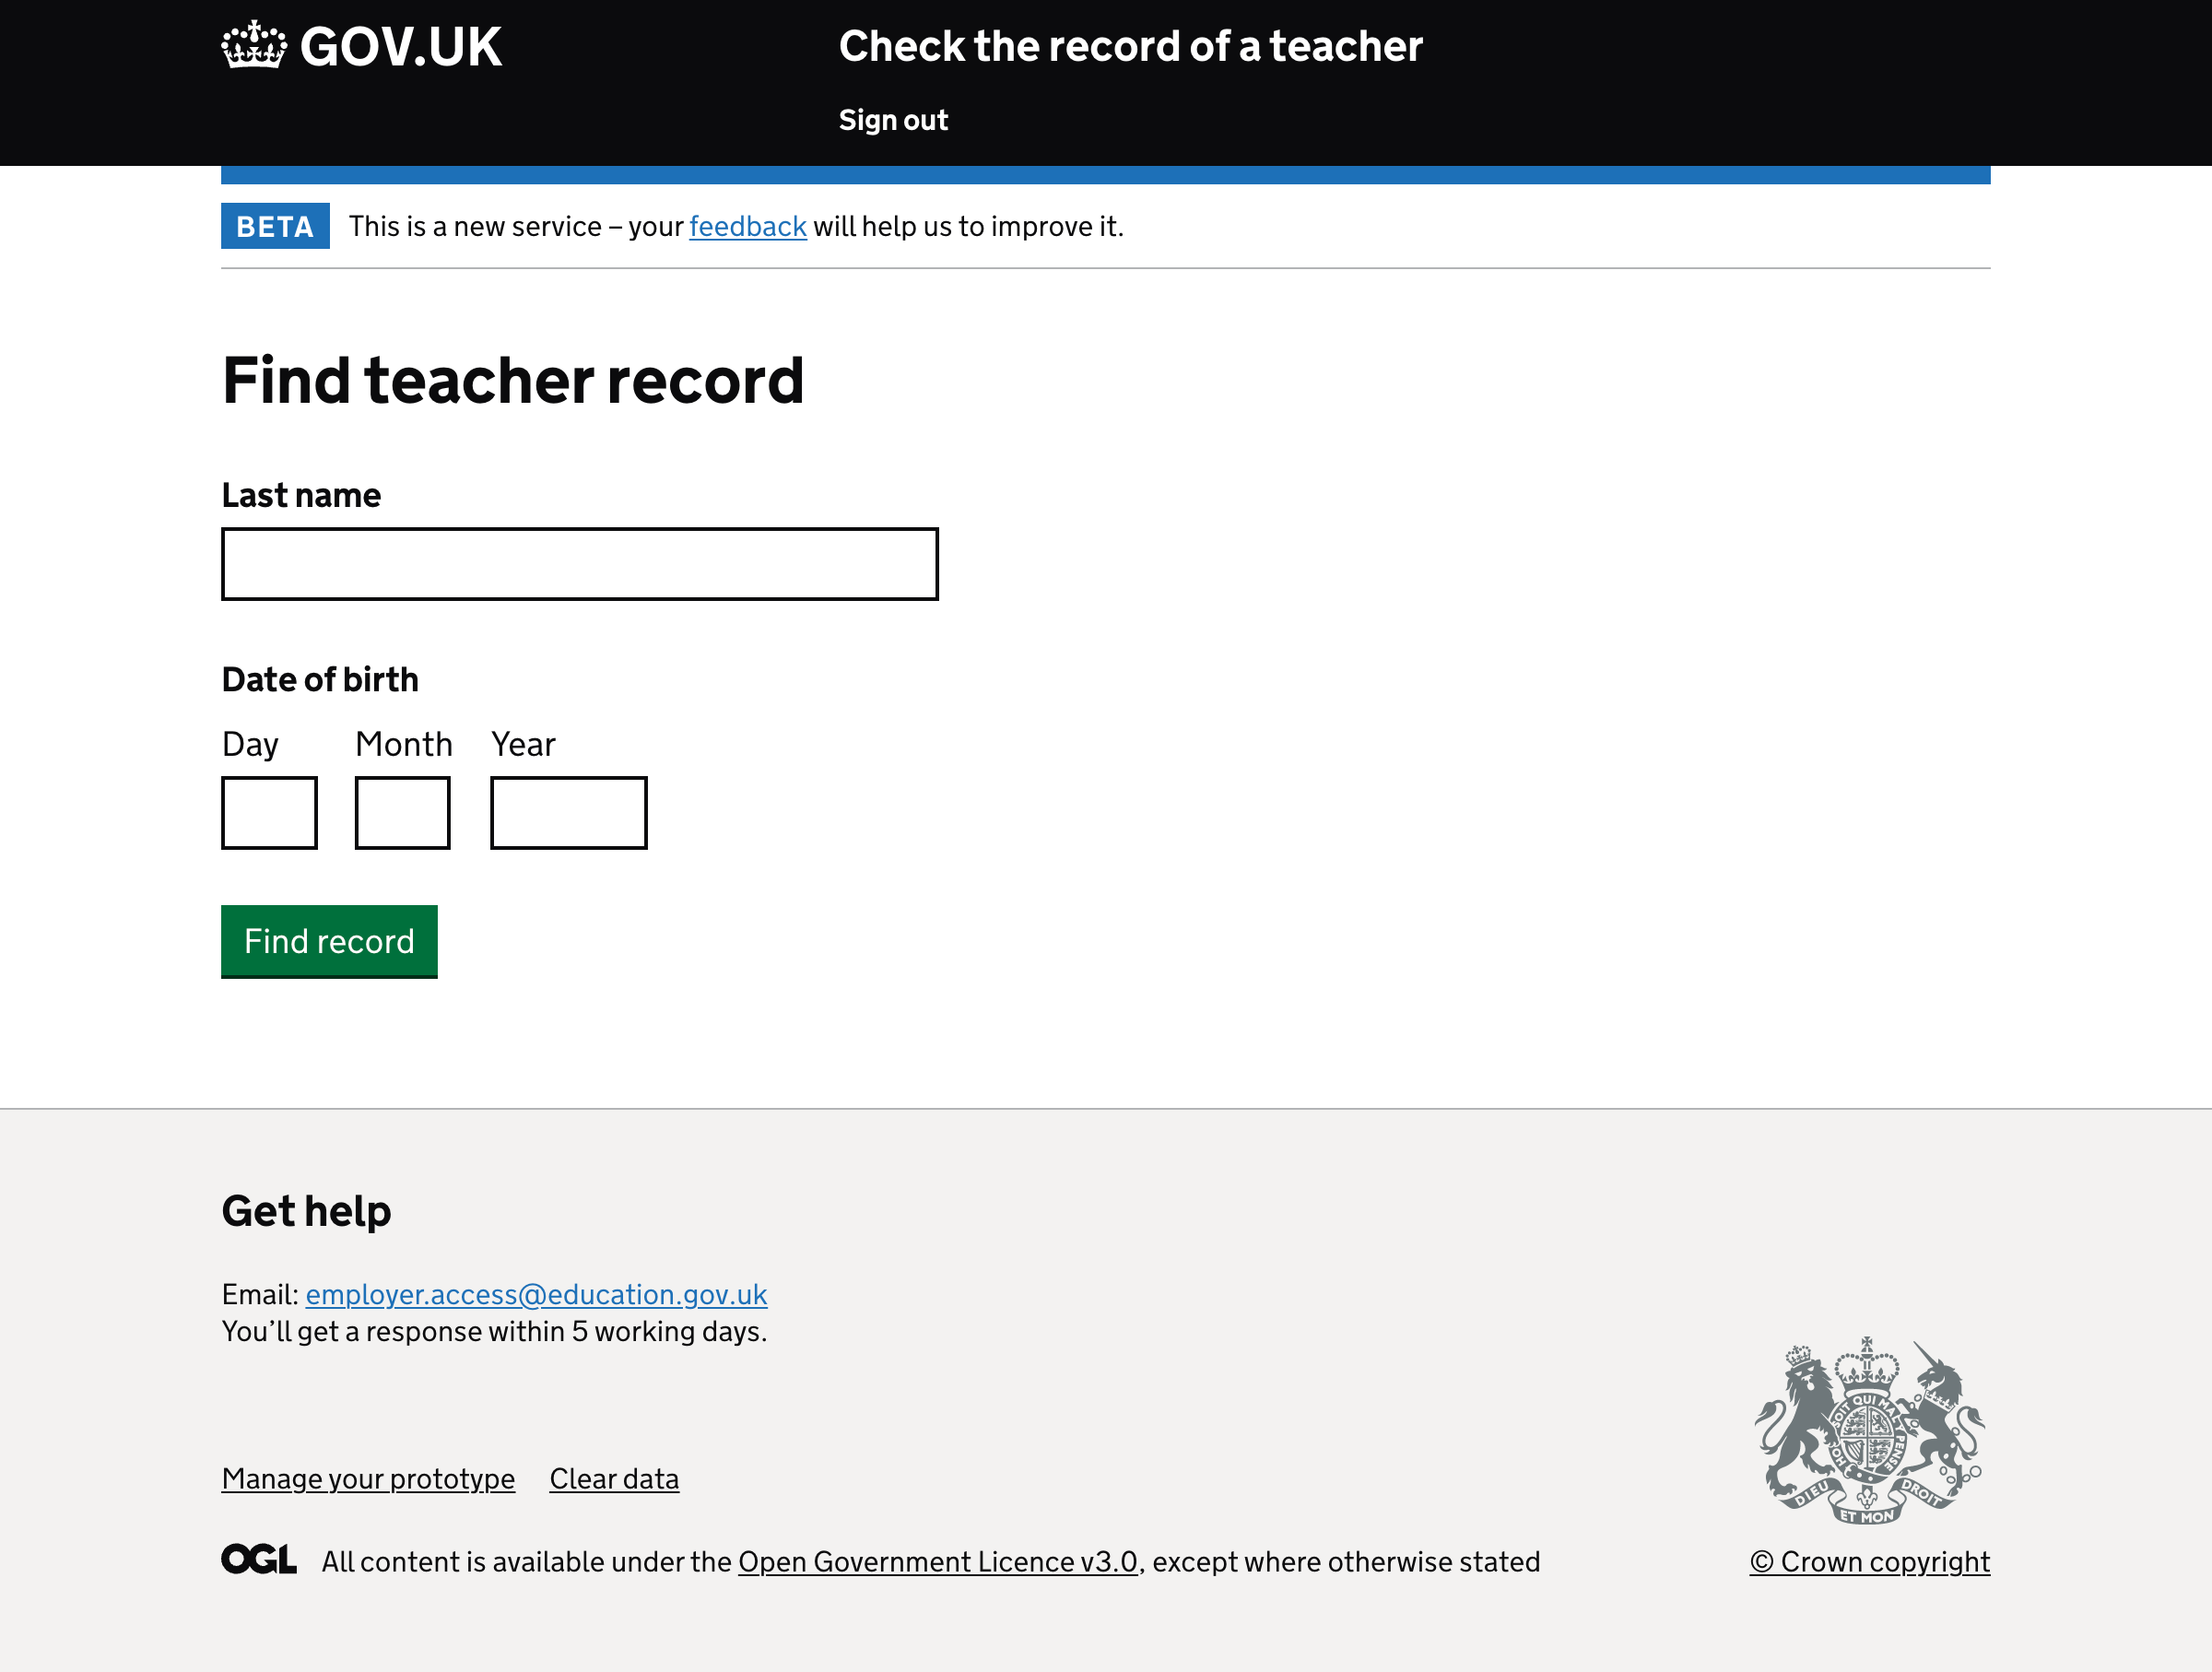 GOV.UK
Check the record of a teacher
Sign out
BETA
This is a new service – your feedback will help us to improve it.
Find teacher record
Last name
Date of birth
Day Month Year
Find record
Get help
Email: employer.access@education.gov.uk
You’ll get a response within 5 working days.
Manage your prototype Clear data
OGL All content is available under the Open Government Licence v3.0, except where otherwise stated
SOIT QUI MAL Y PENSE
HON
DIEU ET MON DROIT
© Crown copyright